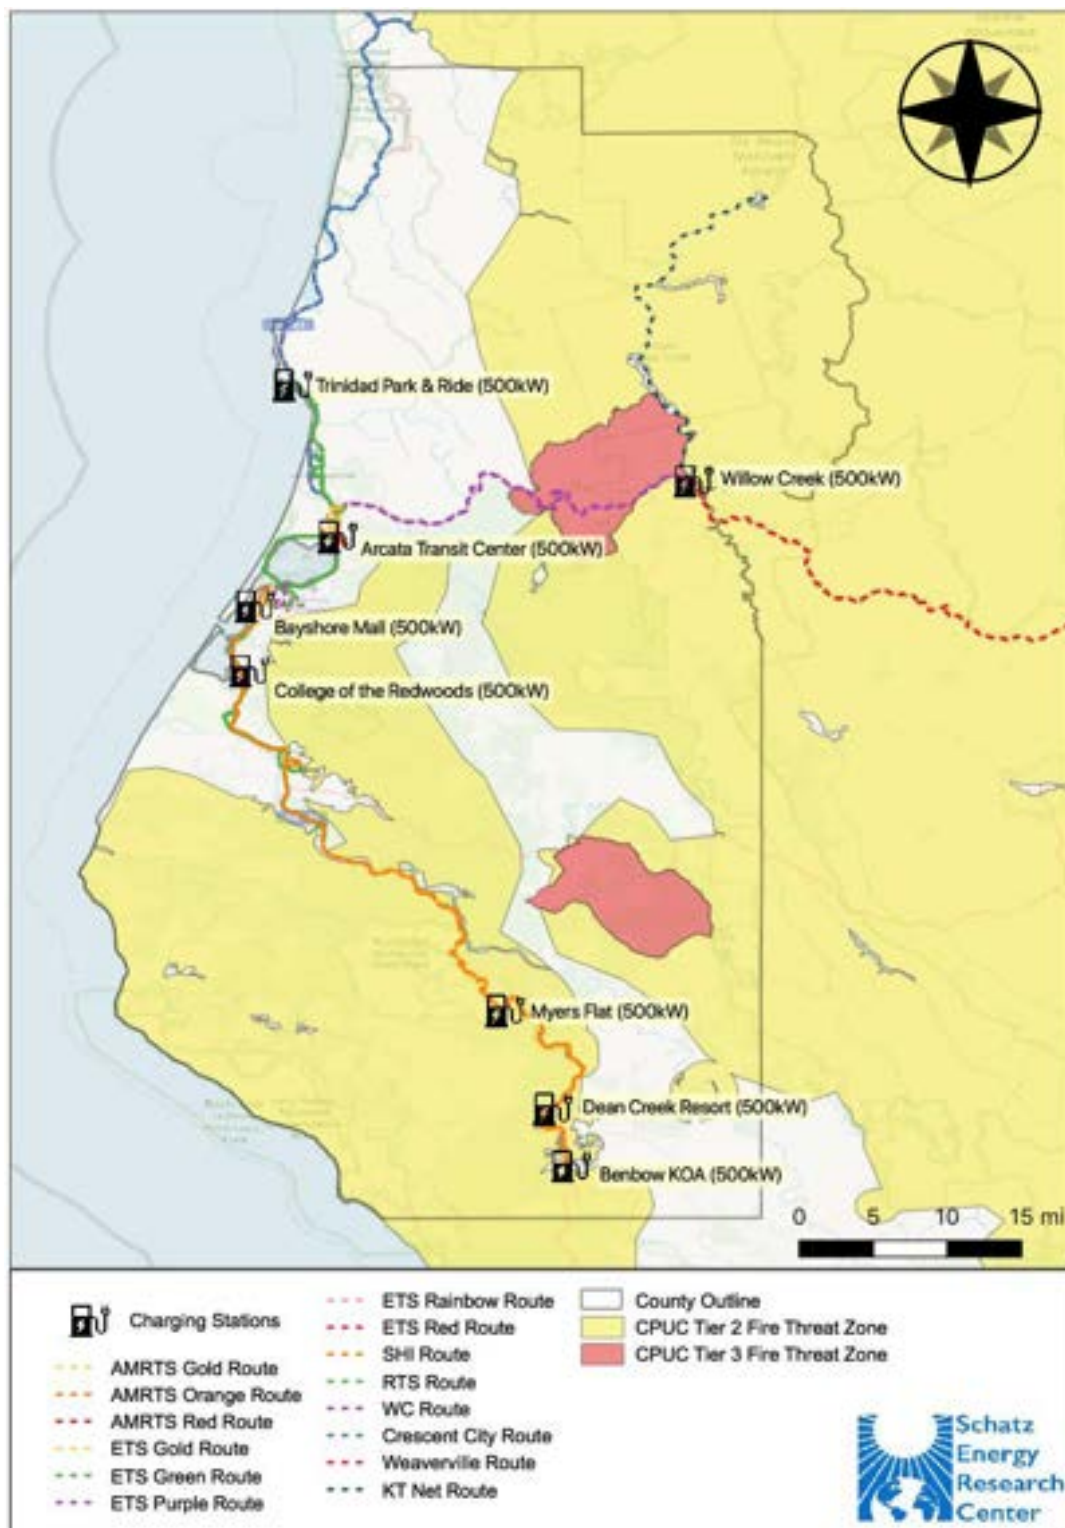 Trinidad Park & Ride (500kW)
Willow Creek (500kW)
Arcata Transit Center (500kW)
Bayshore Mall (500kW)
College of the Redwoods (500kW)
Myers Flat (500kW)
Dean Creek Resort (500kW)
Benbow KOA (500kW)
0 5 10 15 mi
Charging Stations
AMRTS Gold Route
AMRTS Orange Route
AMRTS Red Route
ETS Gold Route
ETS Green Route
ETS Purple Route
ETS Rainbow Route
ETS Red Route
SHI Route
RTS Route
WC Route
Crescent City Route
Weaverville Route
KT Net Route
County Outline
CPUC Tier 2 Fire Threat Zone
CPUC Tier 3 Fire Threat Zone
Schatz
Energy
Research
Center